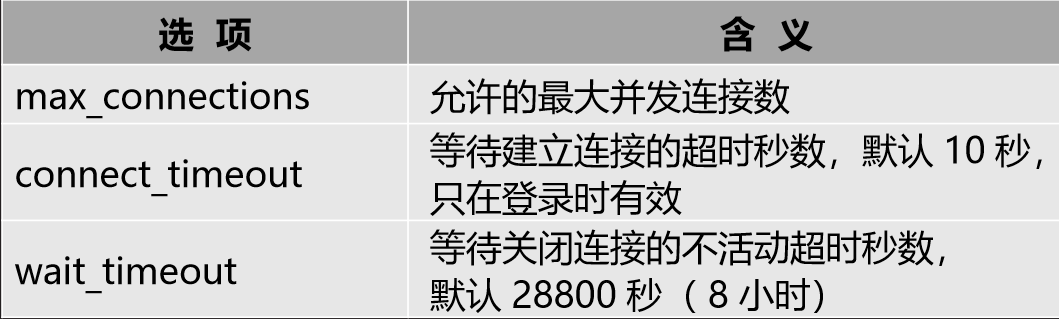 选 项
含 义
max_connections
允许的最大并发连接数
connect_timeout
等待建立连接的超时秒数，默认 10 秒，
只在登录时有效
wait_timeout
等待关闭连接的不活动超时秒数，
默认 28800 秒（ 8 小时）